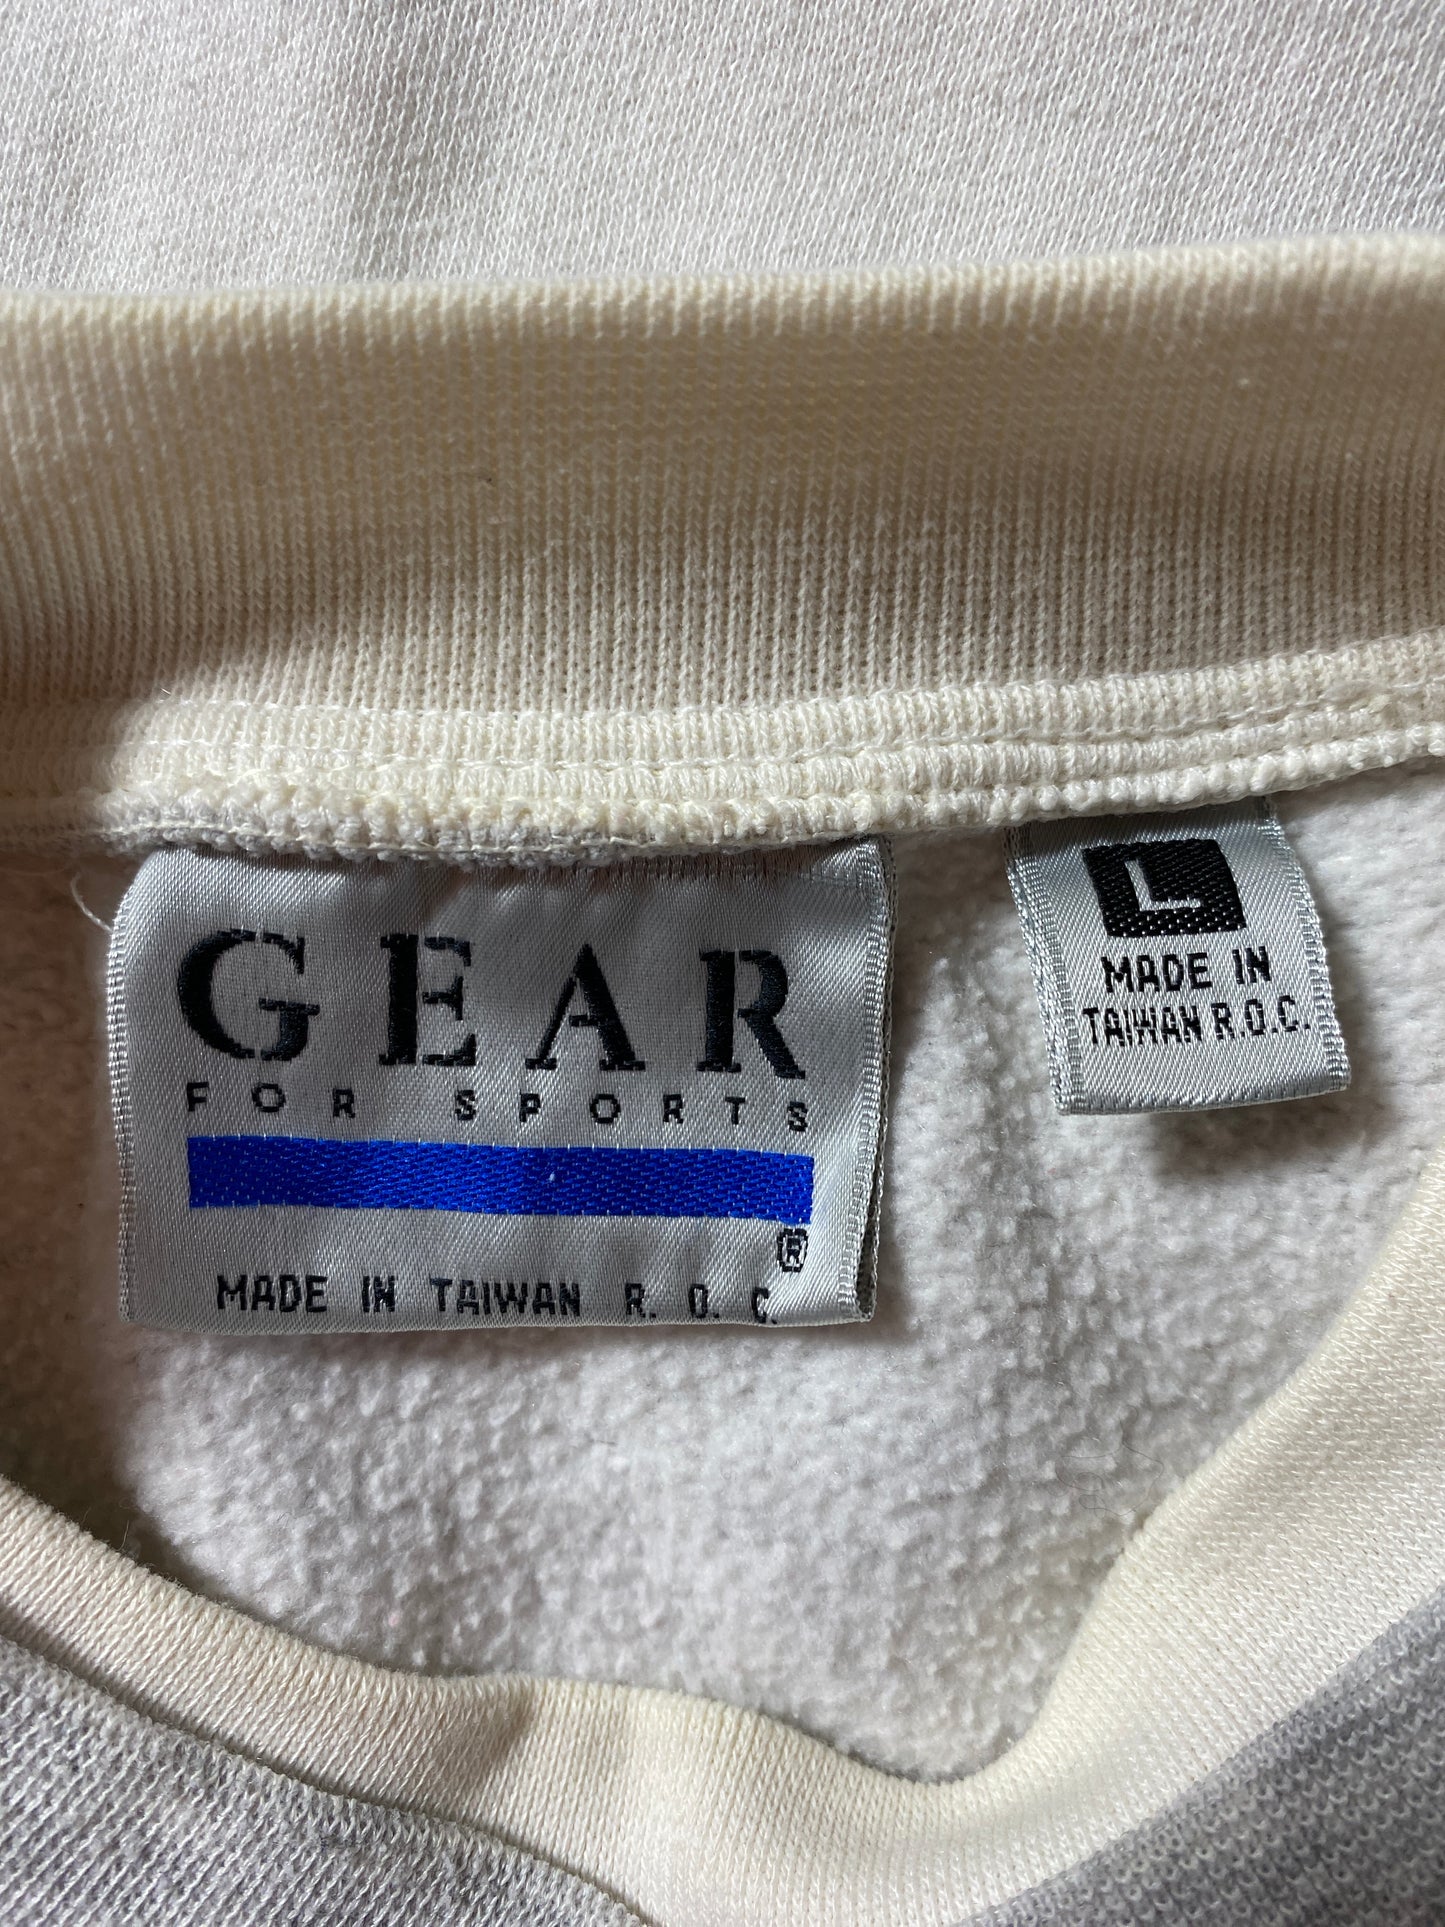 GEAR
FOR SPORTS
®
MADE IN TAIWAN R. O. C.
L
MADE IN
TAIWAN R.O.C.